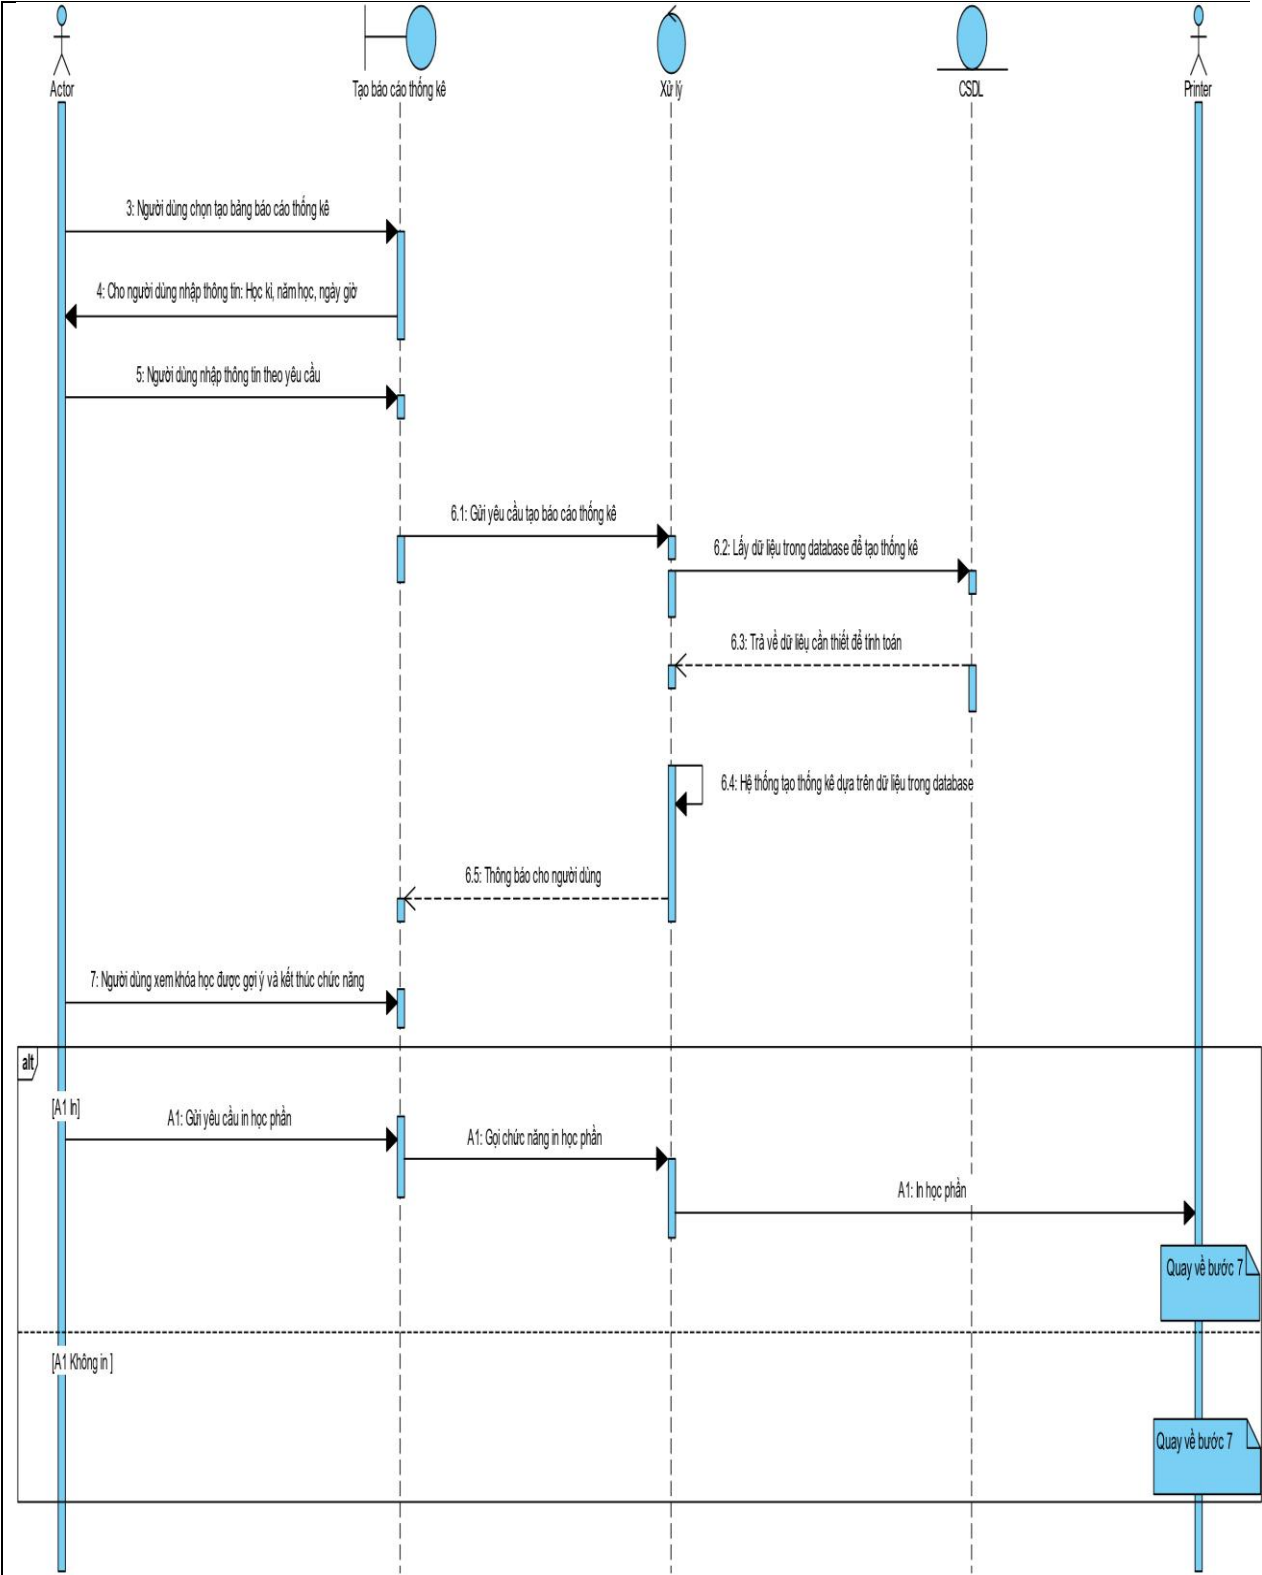 Actor
Tạo báo cáo thống kê
Xử lý
CSDL
Printer
3: Người dùng chọn tạo bảng báo cáo thống kê
4: Cho người dùng nhập thông tin: Học kì, năm học, ngày giờ
5: Người dùng nhập thông tin theo yêu cầu
6.1: Gửi yêu cầu tạo báo cáo thống kê
6.2: Lấy dữ liệu trong database để tạo thống kê
6.3: Trả về dữ liêụ cần thiết để tính toán
6.4: Hệ thống tạo thống kê dựa trên dữ liệu trong database
6.5: Thông báo cho người dùng
7: Người dùng xem khóa học được gợi ý và kết thúc chức năng
alt
[A1 In]
A1: Gửi yêu cầu in học phần
A1: Gọi chức năng in học phần
A1: In học phần
Quay về bước 7
[A1 Không in ]
Quay về bước 7